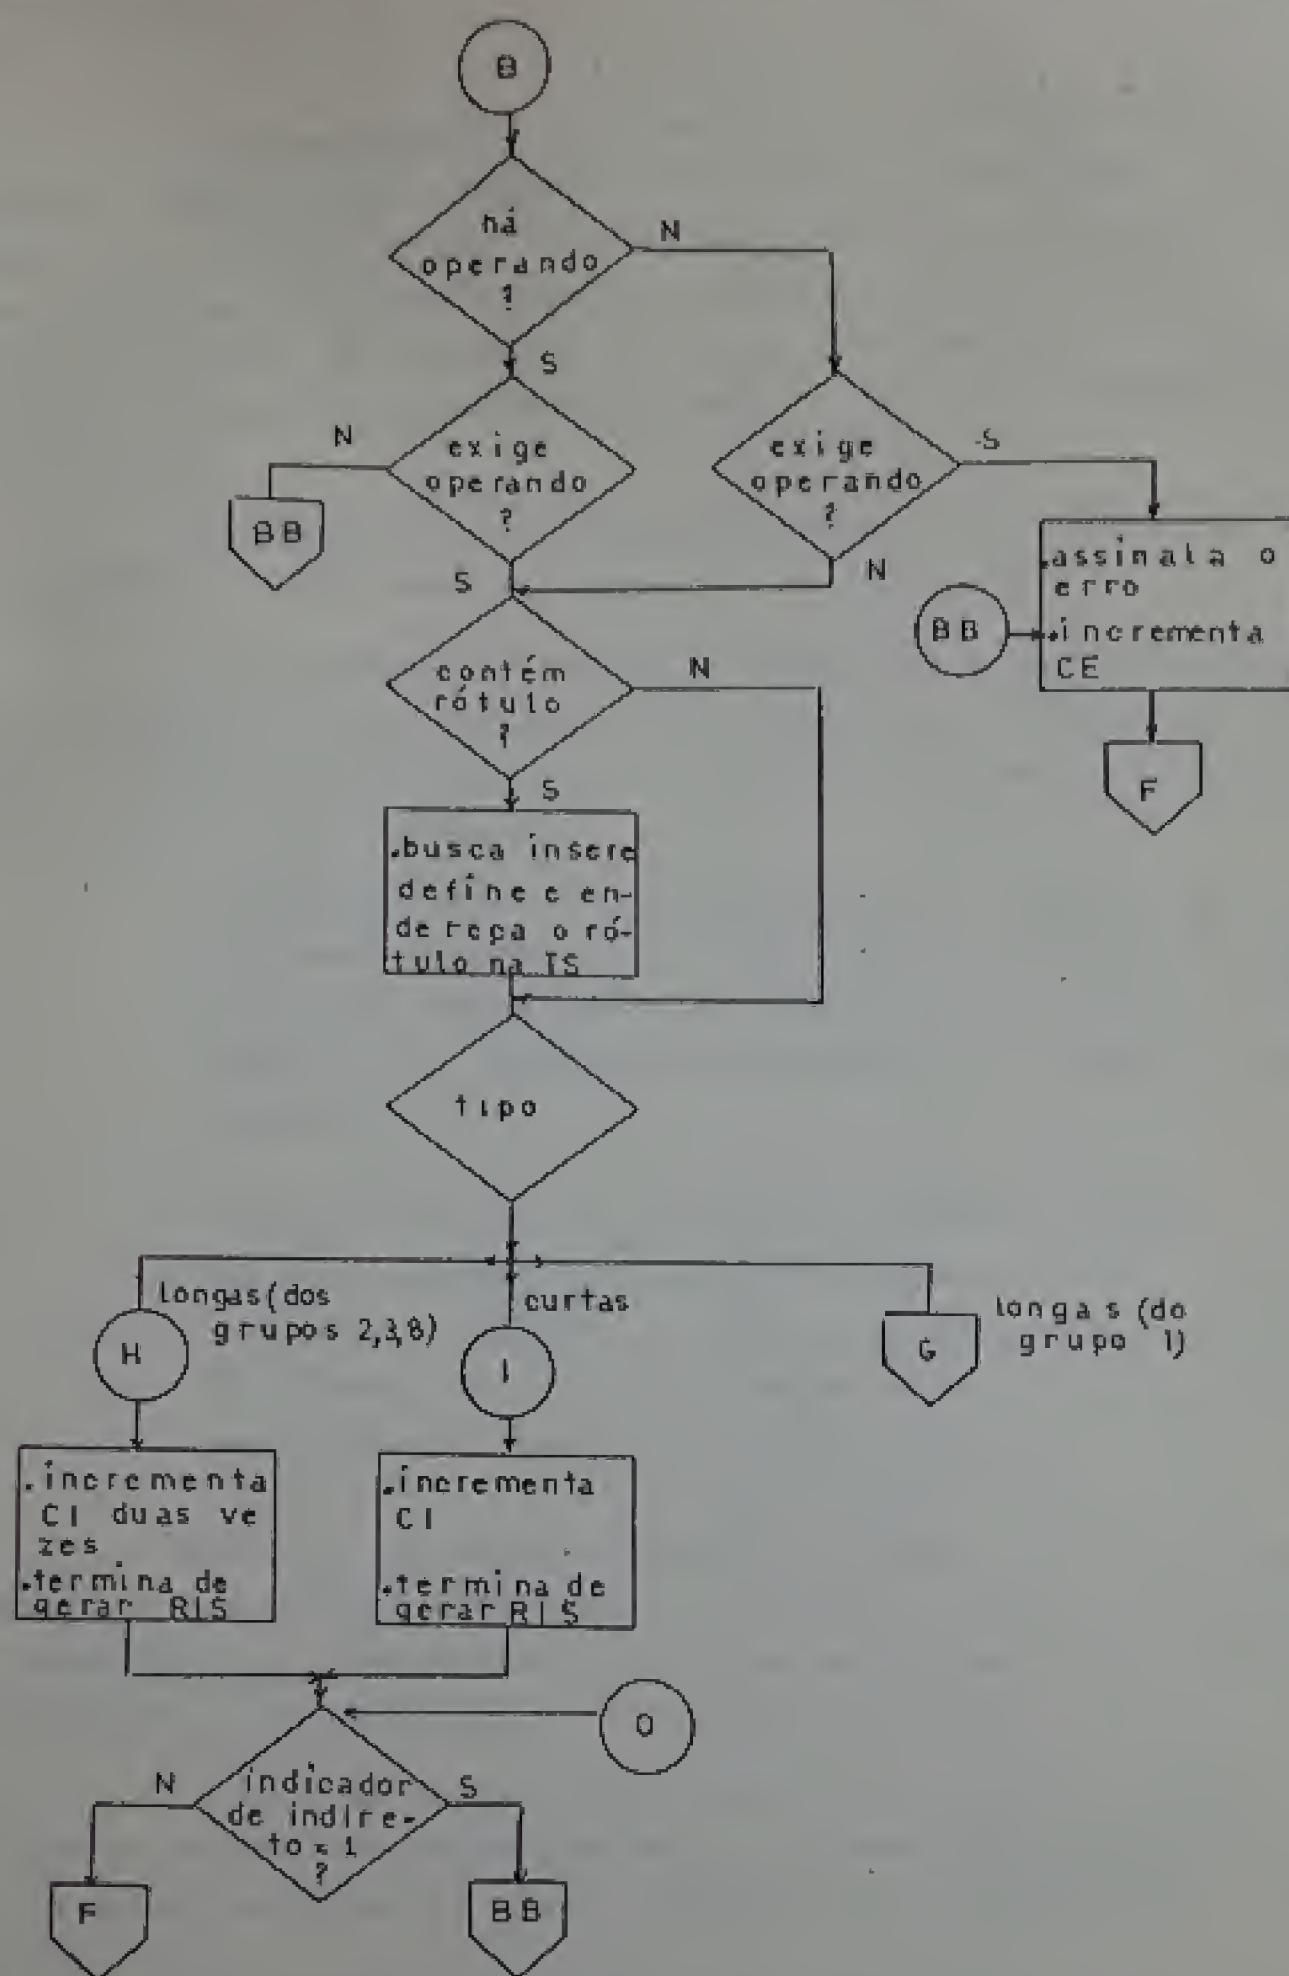 B
há
operando
?
N
S
exige
operando
?
N
BB
S
exige
operando
?
S
N
.assinala o
erro
.incrementa
CE
BB
F
contém
rótulo
?
N
S
.busca insere
define e en-
dereça o ró-
tulo na TS
tipo
longas(dos
grupos 2,3,8)
curtas
longas (do
grupo 1)
H
I
G
.incrementa
CI duas ve
zes
.termina de
gerar RIS
.incrementa
CI
.termina de
gerar RIS
O
indicador
de indire-
to = 1
?
N
S
F
BB